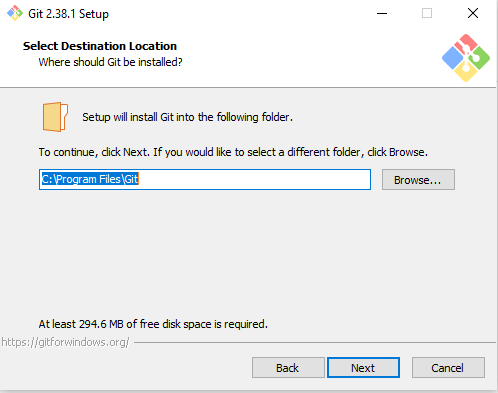 Git 2.38.1 Setup
Select Destination Location
Where should Git be installed?
Setup will install Git into the following folder.
To continue, click Next. If you would like to select a different folder, click Browse.
C:\Program Files\Git
Browse...
At least 294.6 MB of free disk space is required.
https://gitforwindows.org/
Back
Next
Cancel